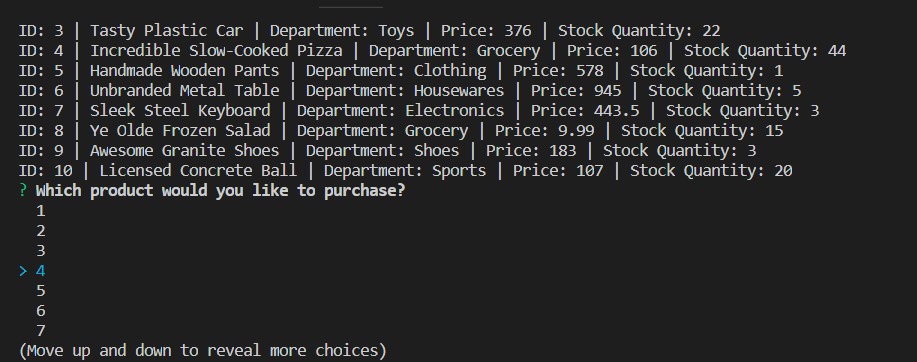 ID: 3 | Tasty Plastic Car | Department: Toys | Price: 376 | Stock Quantity: 22
ID: 4 | Incredible Slow-Cooked Pizza | Department: Grocery | Price: 106 | Stock Quantity: 44
ID: 5 | Handmade Wooden Pants | Department: Clothing | Price: 578 | Stock Quantity: 1
ID: 6 | Unbranded Metal Table | Department: Housewares | Price: 945 | Stock Quantity: 5
ID: 7 | Sleek Steel Keyboard | Department: Electronics | Price: 443.5 | Stock Quantity: 3
ID: 8 | Ye Olde Frozen Salad | Department: Grocery | Price: 9.99 | Stock Quantity: 15
ID: 9 | Awesome Granite Shoes | Department: Shoes | Price: 183 | Stock Quantity: 3
ID: 10 | Licensed Concrete Ball | Department: Sports | Price: 107 | Stock Quantity: 20
? Which product would you like to purchase?
1
2
3
> 4
5
6
7
(Move up and down to reveal more choices)